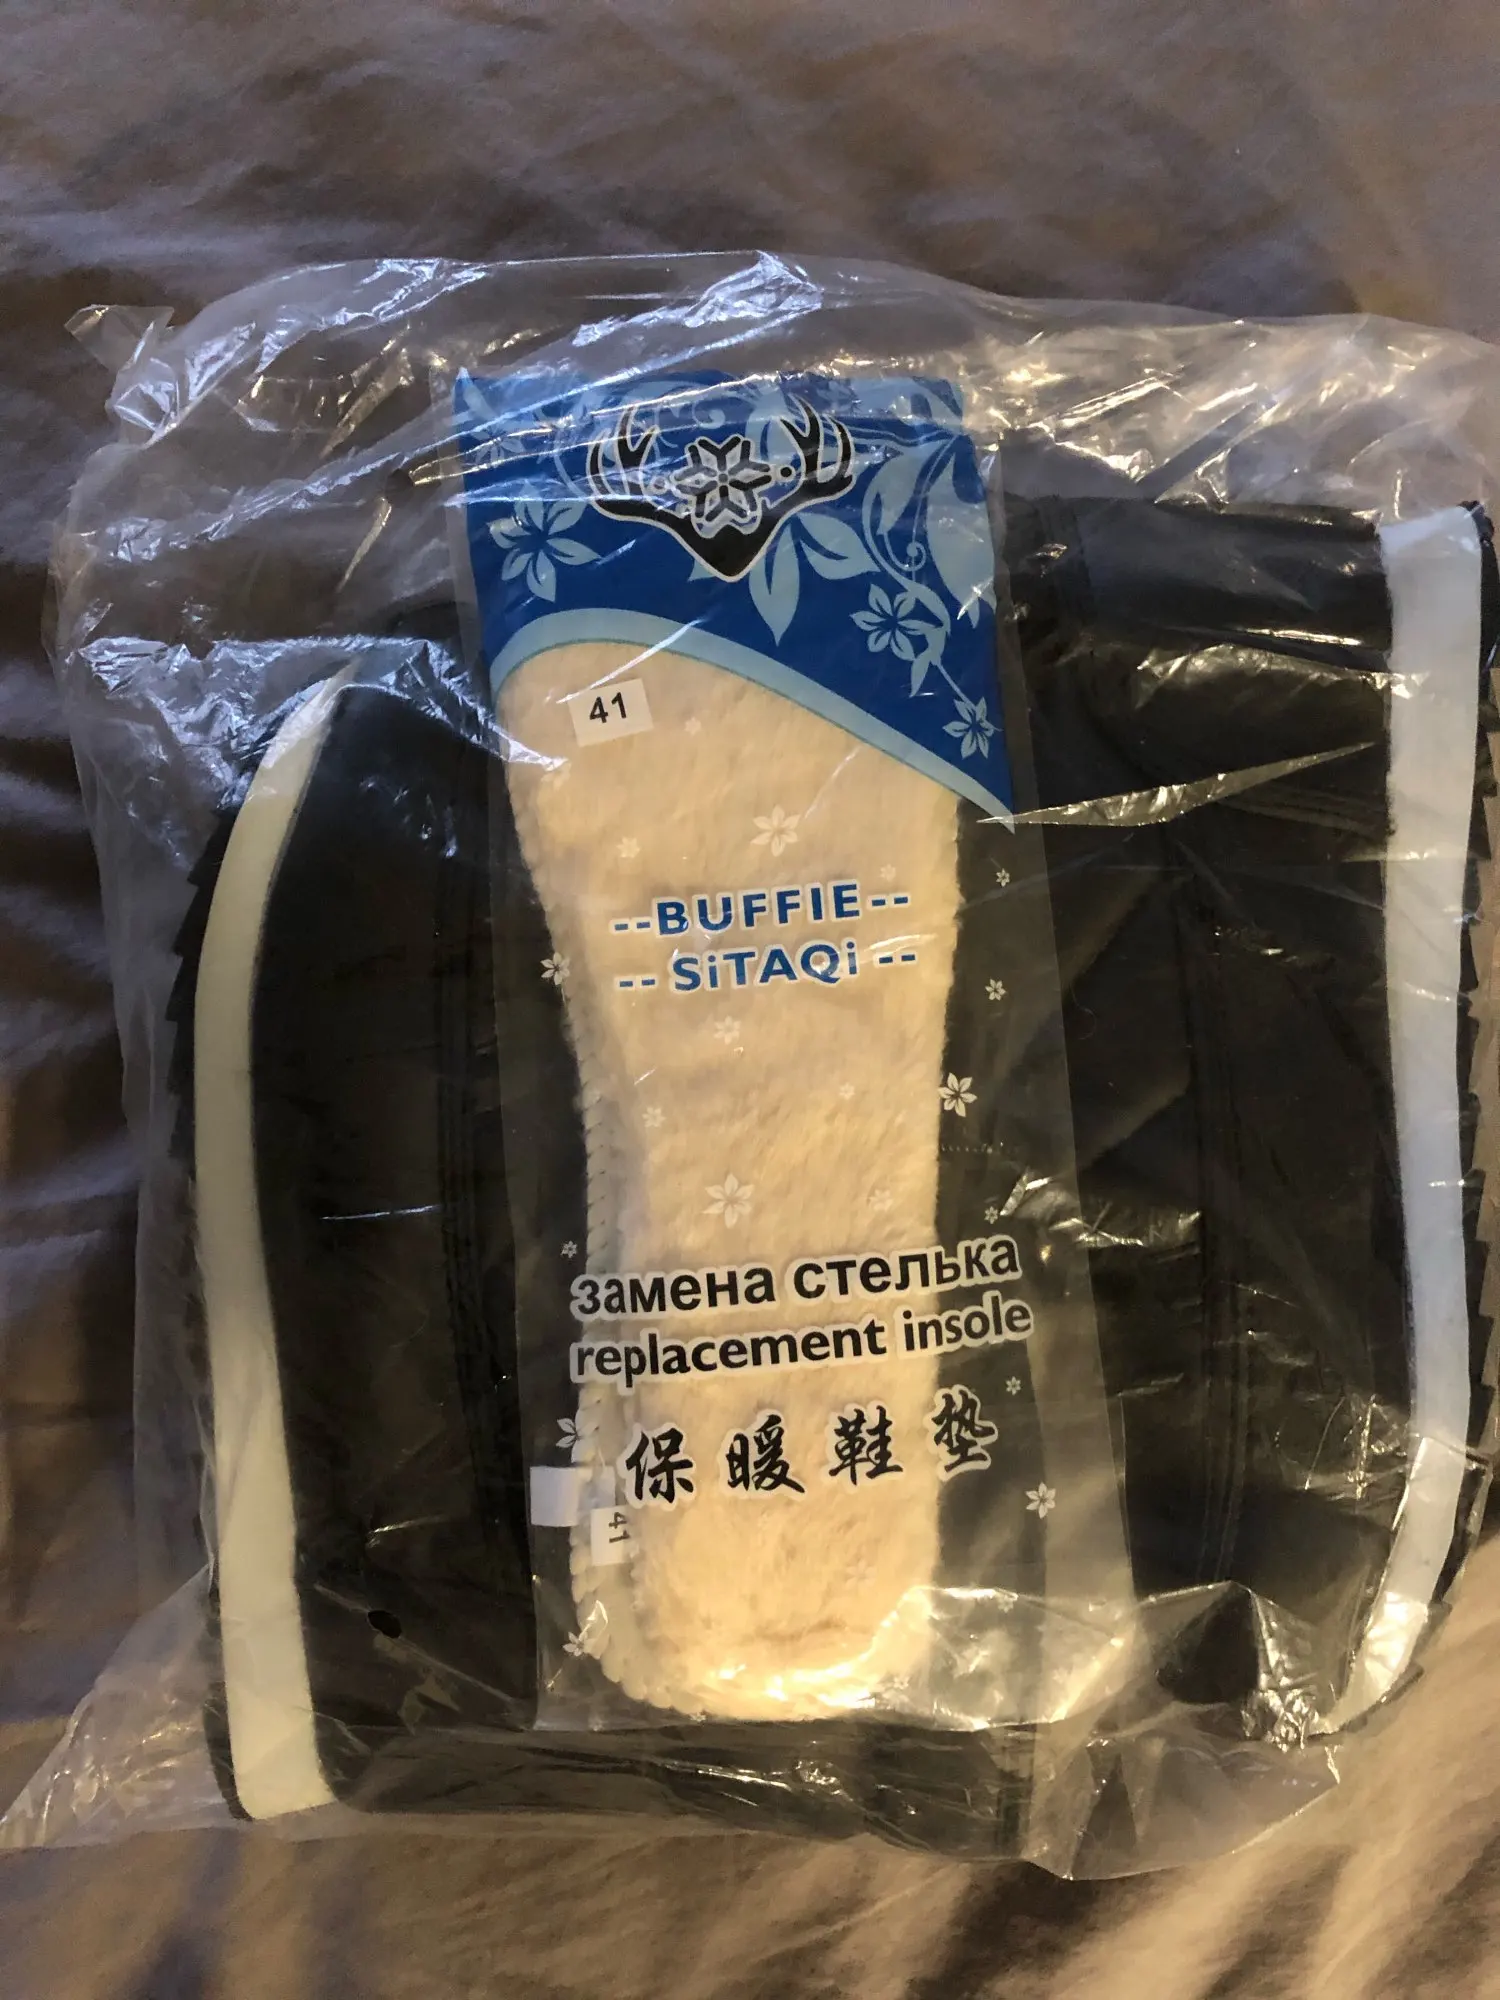 41
--BUFFIE--
-- SiTAQi --
замена стелька
replacement insole
保暖鞋垫
41